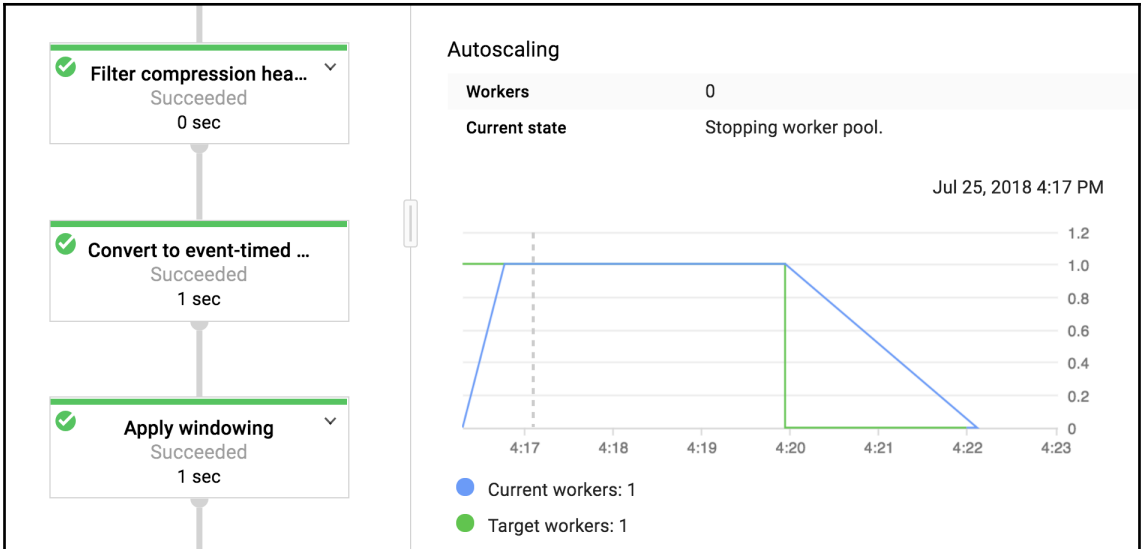 Filter compression hea...
Succeeded
0 sec
Convert to event-timed ...
Succeeded
1 sec
Apply windowing
Succeeded
1 sec
Autoscaling
Workers 0
Current state Stopping worker pool.
Jul 25, 2018 4:17 PM
1.2
1.0
0.8
0.6
0.4
0.2
0
4:17 4:18 4:19 4:20 4:21 4:22 4:23
Current workers: 1
Target workers: 1